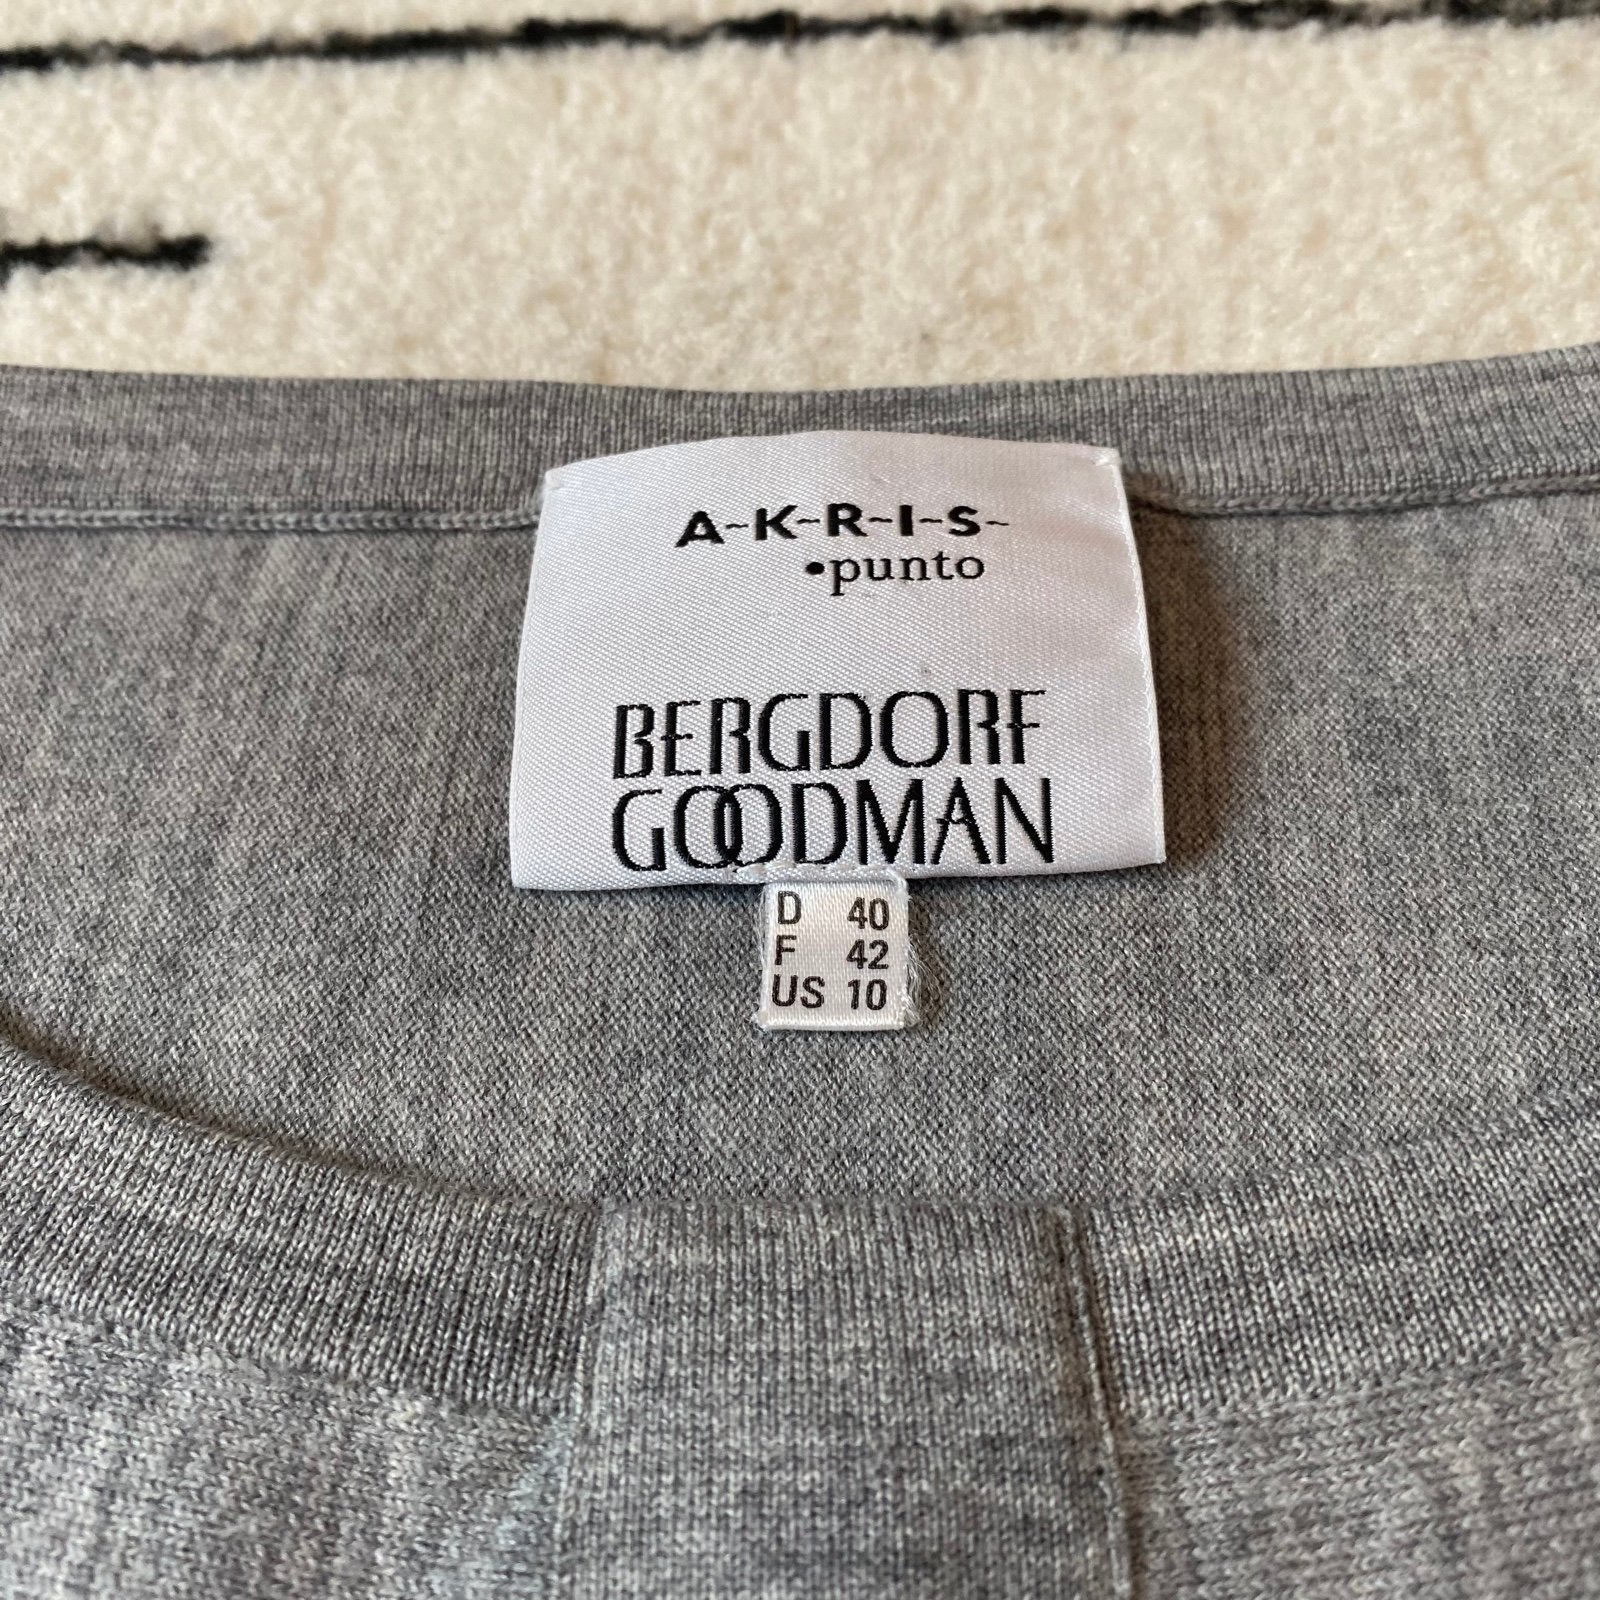 A~K~R~I~S~
•punto
BERGDORF
GOODMAN
D 40
F 42
US 10